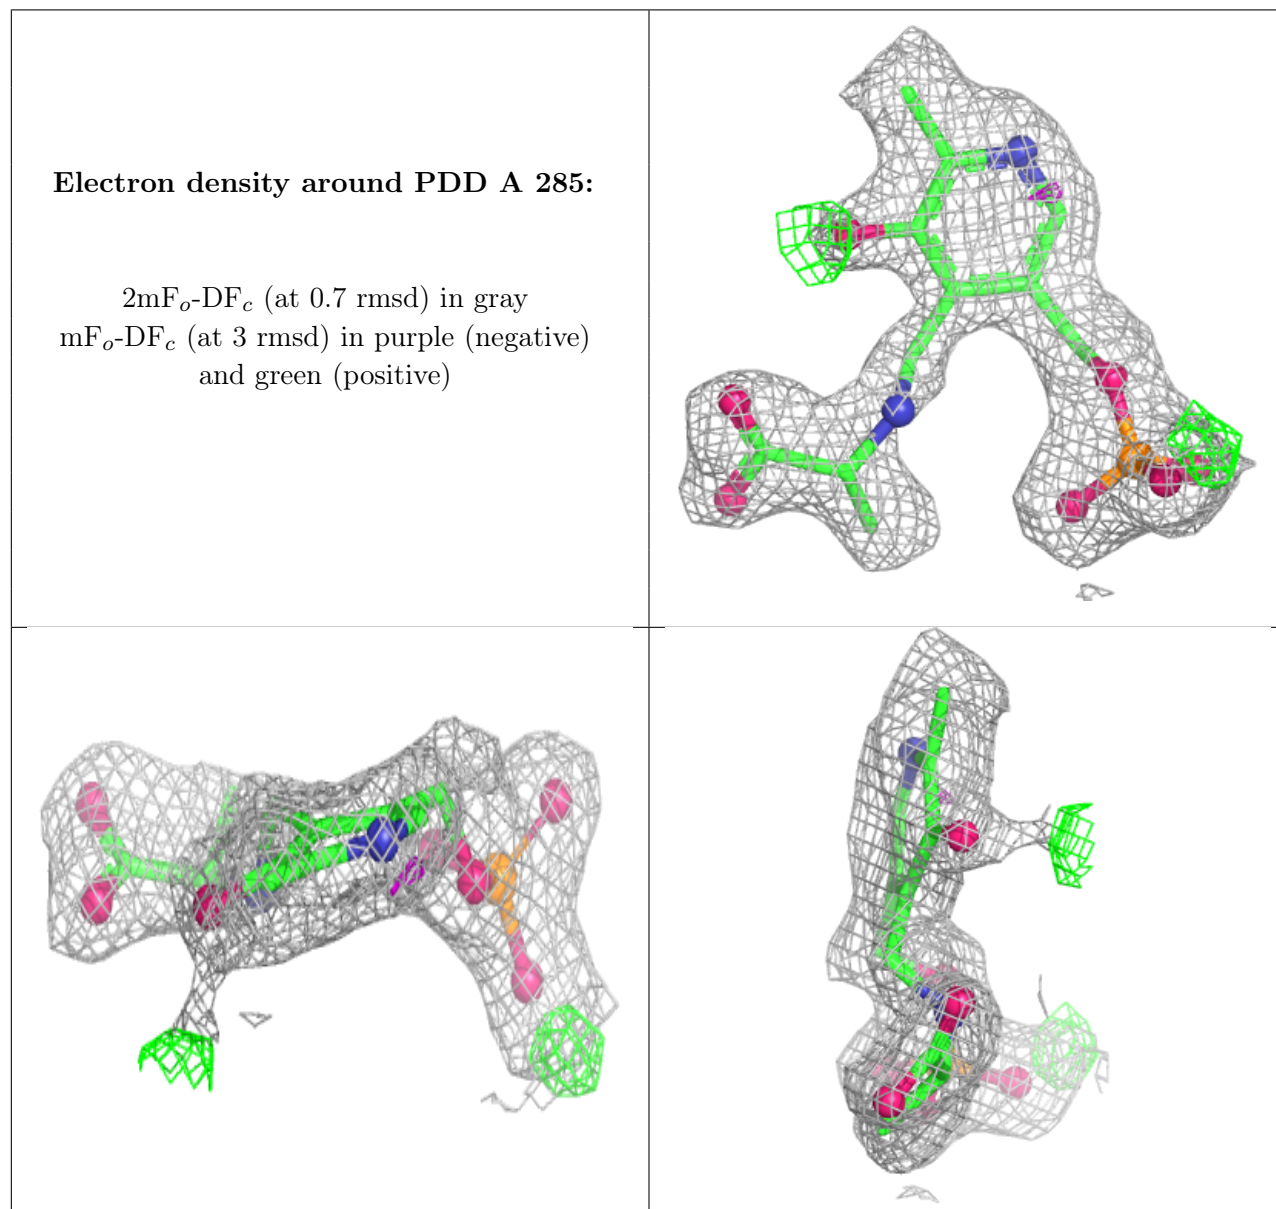 Electron density around PDD A 285:
2mFo-DFc (at 0.7 rmsd) in gray
mFo-DFc (at 3 rmsd) in purple (negative)
and green (positive)